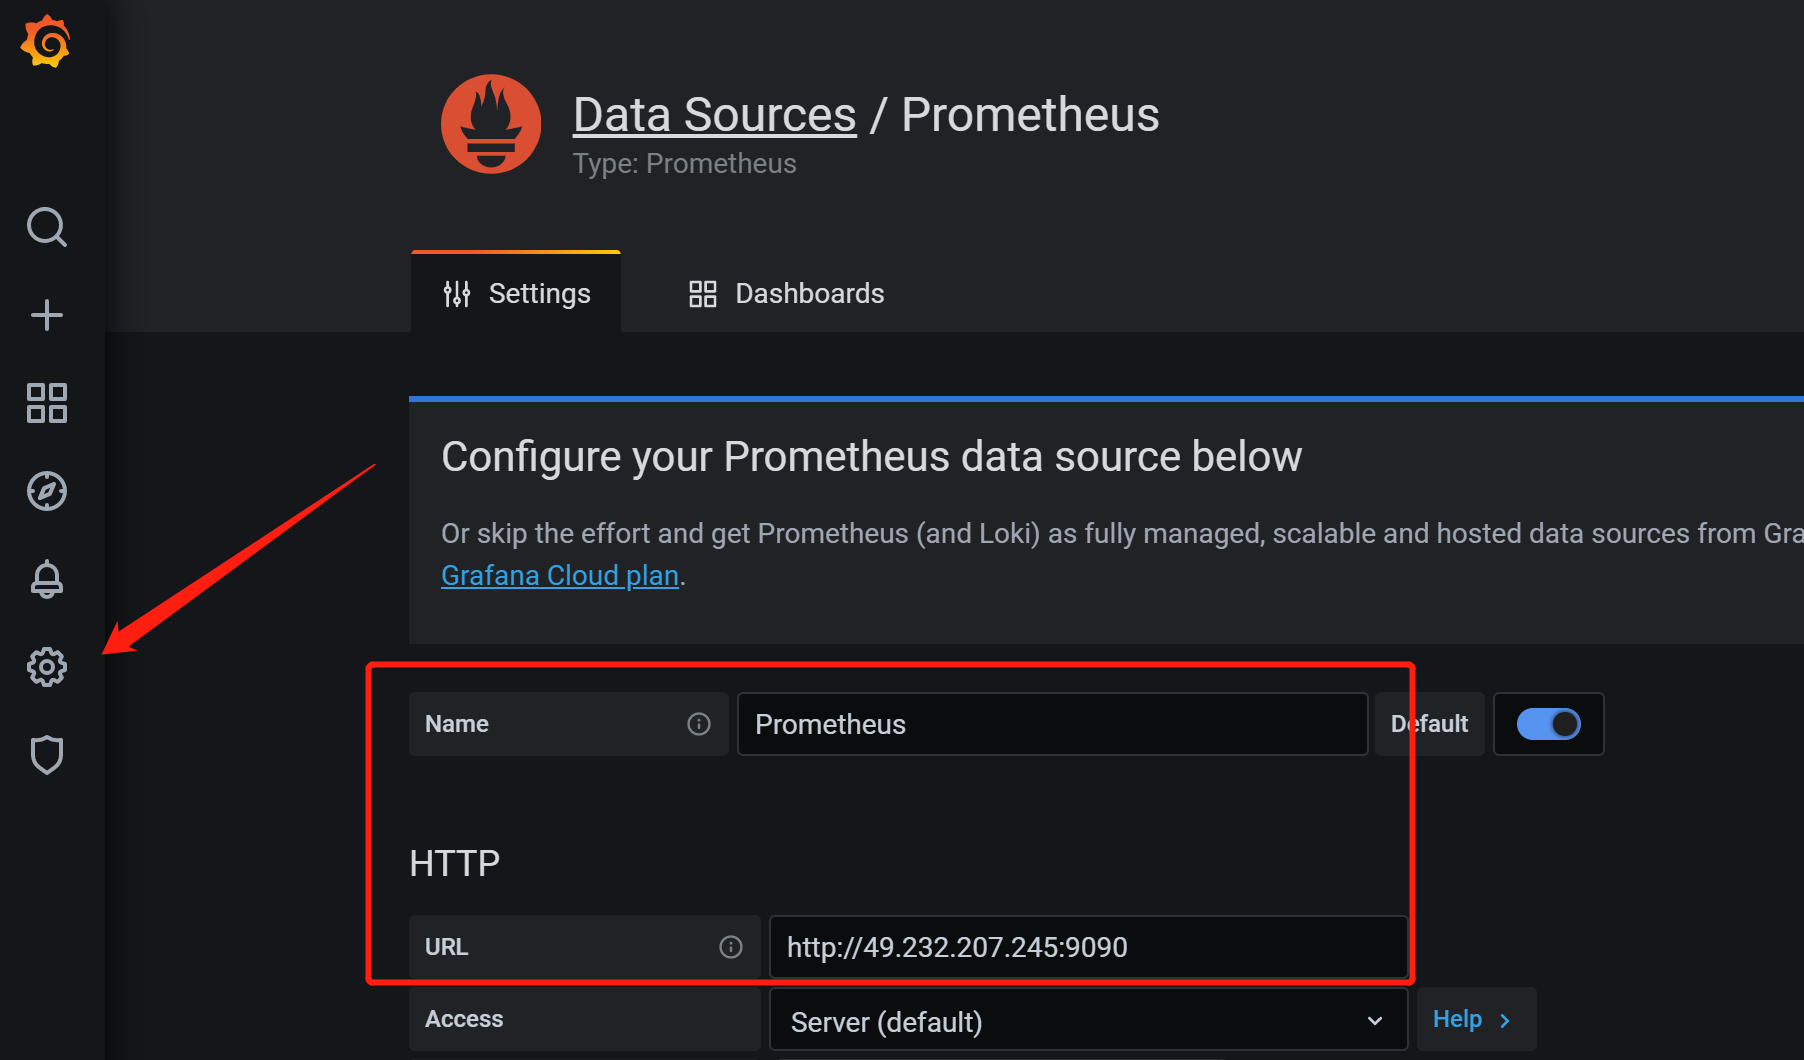 Data Sources / Prometheus
Type: Prometheus
Settings
Dashboards
Configure your Prometheus data source below
Or skip the effort and get Prometheus (and Loki) as fully managed, scalable and hosted data sources from Gra
Grafana Cloud plan.
Name
Prometheus
Default
HTTP
URL
http://49.232.207.245:9090
Access
Server (default)
Help